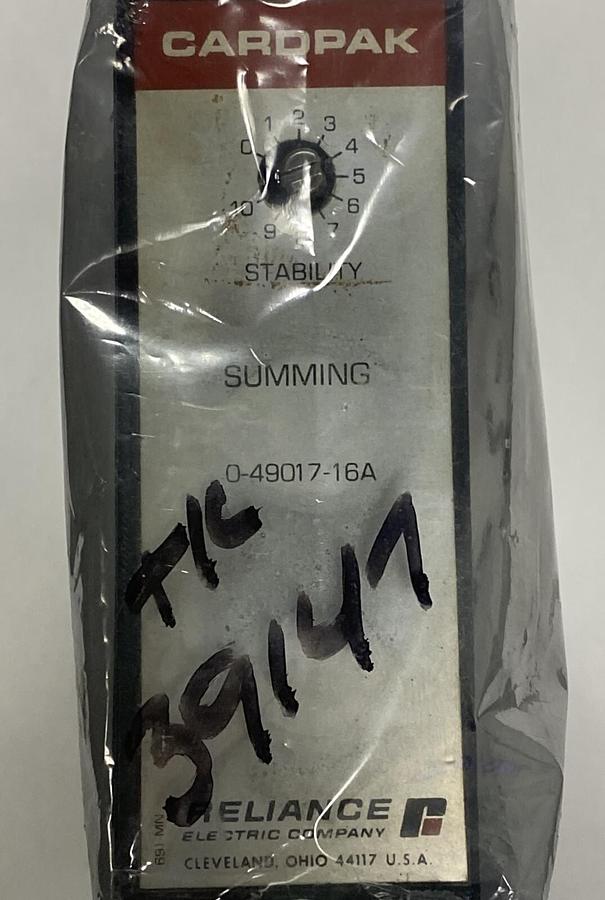 CARDPAK
0 1 2 3 4 5 6 7 9 10
STABILITY
SUMMING
0-49017-16A
39147
RELIANCE
ELECTRIC COMPANY
CLEVELAND, OHIO 44117 U.S.A.